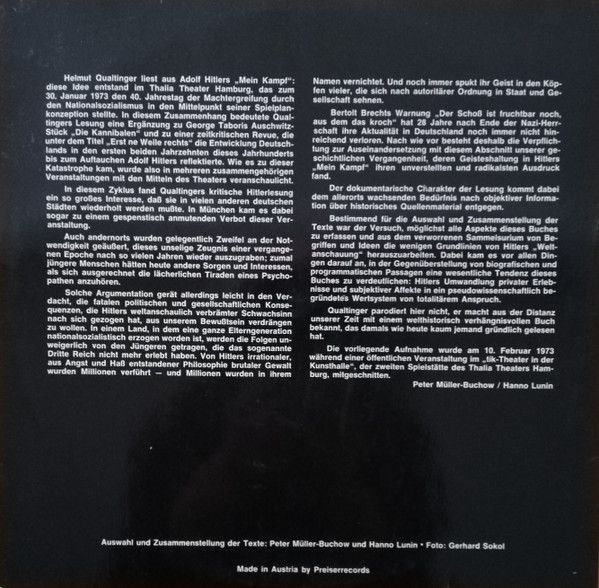 Helmut Qualtinger liest aus Adolf Hitlers „Mein Kampf“:
diese Idee entstand im Thalia Theater Hamburg, das zum
30. Januar 1973 den 40. Jahrestag der Machtergreifung durch
den Nationalsozialismus in den Mittelpunkt seiner Spielplan-
konzeption stellte. In diesem Zusammenhang bedeutete Qual-
tingers Lesung eine Ergänzung zu George Taboris Auschwitz-
Stück „Die Kannibalen“ und zu einer zeitkritischen Revue, die
unter dem Titel „Erst ne Weile rechts“ die Entwicklung Deutsch-
lands in den ersten beiden Jahrzehnten dieses Jahrhunderts
bis zum Auftauchen Adolf Hitlers reflektierte. Wie es zu dieser
Katastrophe kam, wurde also in mehreren zusammengehörigen
Veranstaltungen mit den Mitteln des Theaters veranschaulicht.
In diesem Zyklus fand Qualtingers kritische Hitlerlesung
ein so großes Interesse, daß sie in vielen anderen deutschen
Städten wiederholt werden mußte. In München kam es dabei
sogar zu einem gespenstisch anmutenden Verbot dieser Ver-
anstaltung.
Auch andernorts wurden gelegentlich Zweifel an der Not-
wendigkeit geäußert, dieses unselige Zeugnis einer vergange-
nen Epoche nach so vielen Jahren wieder auszugraben; zumal
jüngere Menschen hätten heute andere Sorgen und Interessen,
als sich ausgerechnet die lächerlichen Tiraden eines Psycho-
pathen anzuhören.
Solche Argumentation gerät allerdings leicht in den Ver-
dacht, die fatalen politischen und gesellschaftlichen Konse-
quenzen, die Hitlers weltanschaulich verbrämter Schwachsinn
nach sich gezogen hat, aus unserem Bewußtsein verdrängen
zu wollen. In einem Land, in dem eine ganze Elterngeneration
nationalsozialistisch erzogen worden ist, werden die Folgen un-
weigerlich von den Jüngeren getragen, die das sogenannte
Dritte Reich nicht mehr erlebt haben. Von Hitlers irrationaler,
aus Angst und Haß entstandener Philosophie brutaler Gewalt
wurden Millionen verführt — und Millionen wurden in ihrem
Namen vernichtet. Und noch immer spukt ihr Geist in den Köp-
fen vieler, die sich nach autoritärer Ordnung in Staat und Ge-
sellschaft sehnen.
Bertolt Brechts Warnung „Der Schoß ist fruchtbar noch,
aus dem das kroch“ hat 28 Jahre nach Ende der Nazi-Herr-
schaft ihre Aktualität in Deutschland noch immer nicht hin-
reichend verloren. Nach wie vor besteht deshalb die Verpflich-
tung zur Auseinandersetzung mit diesem Abschnitt unserer ge-
schichtlichen Vergangenheit, deren Geisteshaltung in Hitlers
„Mein Kampf“ ihren unverstellten und radikalsten Ausdruck
fand.
Der dokumentarische Charakter der Lesung kommt dabei
dem allerorts wachsenden Bedürfnis nach objektiver Informa-
tion über historisches Quellenmaterial entgegen.
Bestimmend für die Auswahl und Zusammenstellung der
Texte war der Versuch, möglichst alle Aspekte dieses Buches
zu erfassen und aus dem verworrenen Sammelsurium von Be-
griffen und Ideen die wenigen Grundlinien von Hitlers „Welt-
anschauung“ herauszuarbeiten. Dabei kam es vor allen Din-
gen darauf an, in der Gegenüberstellung von biografischen und
programmatischen Passagen eine wesentliche Tendenz dieses
Buches zu verdeutlichen: Hitlers Umwandlung privater Erleb-
nisse und subjektiver Affekte in ein pseudowissenschaftlich be-
gründetes Wertsystem von totalitärem Anspruch.
Qualtinger parodiert hier nicht, er macht aus der Distanz
unserer Zeit mit einem welthistorisch verhängnisvollen Buch
bekannt, das damals wie heute kaum jemand gründlich gelesen
hat.
Die vorliegende Aufnahme wurde am 10. Februar 1973
während einer öffentlichen Veranstaltung im „tik-Theater in der
Kunsthalle“, der zweiten Spielstätte des Thalia Theaters Ham-
burg, mitgeschnitten.
Peter Müller-Buchow / Hanno Lunin
Auswahl und Zusammenstellung der Texte: Peter Müller-Buchow und Hanno Lunin • Foto: Gerhard Sokol
Made in Austria by Preiserrecords